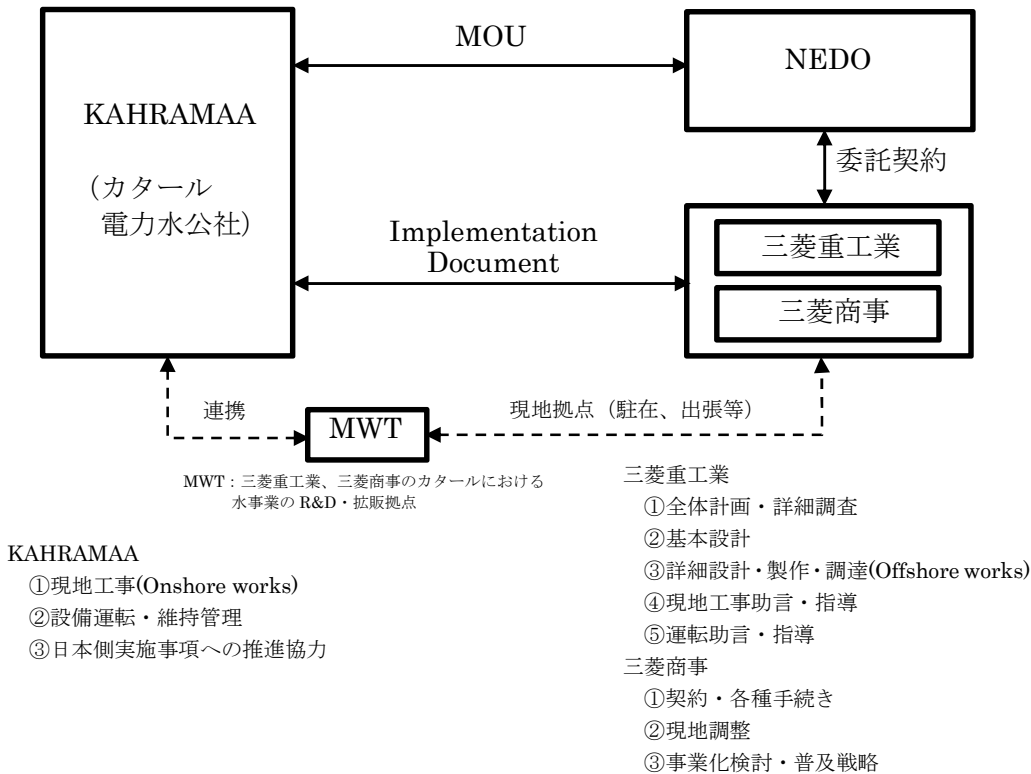 MOU
NEDO
KAHRAMAA
(カタール
電力水公社)
委託契約
Implementation
Document
三菱重工業
三菱商事
連携
MWT
現地拠点（駐在、出張等）
MWT：三菱重工業、三菱商事のカタールにおける
水事業の R&D・拡販拠点
KAHRAMAA
①現地工事(Onshore works)
②設備運転・維持管理
③日本側実施事項への推進協力
三菱重工業
①全体計画・詳細調査
②基本設計
③詳細設計・製作・調達(Offshore works)
④現地工事助言・指導
⑤運転助言・指導
三菱商事
①契約・各種手続き
②現地調整
③事業化検討・普及戦略